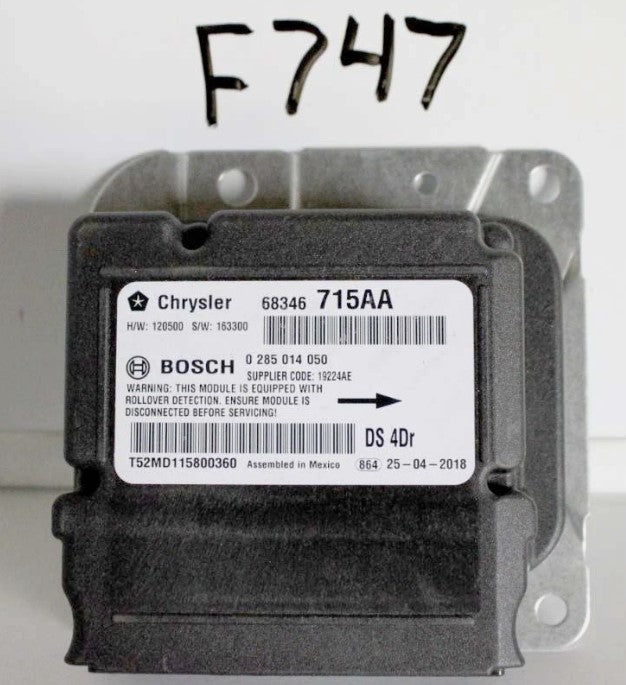 F747
Chrysler 68346 715AA
H/W: 120500 S/W: 163300
BOSCH 0 285 014 050
SUPPLIER CODE: 19224AE
WARNING: THIS MODULE IS EQUIPPED WITH
ROLLOVER DETECTION. ENSURE MODULE IS
DISCONNECTED BEFORE SERVICING!
DS 4Dr
T52MD115800360 Assembled in Mexico 864 25-04-2018